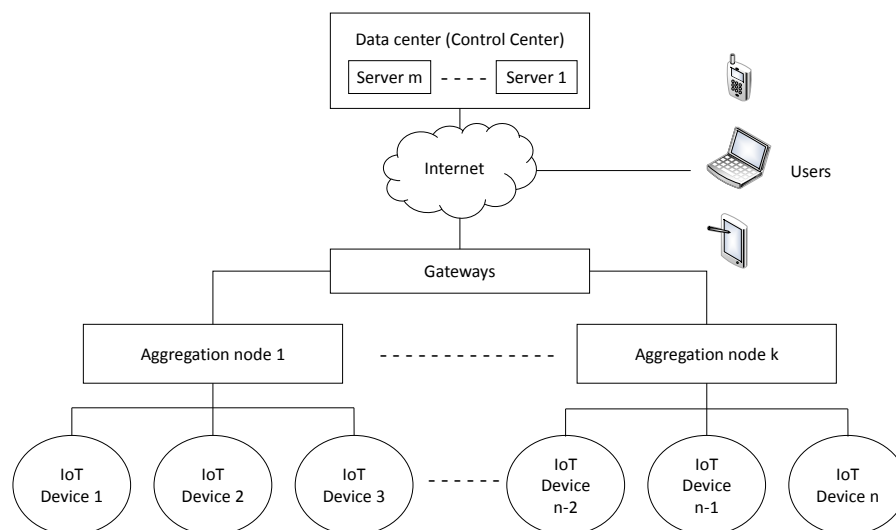 Data center (Control Center)
Server m
Server 1
Internet
Users
Gateways
Aggregation node 1
Aggregation node k
IoT
Device 1
IoT
Device 2
IoT
Device 3
IoT
Device
n-2
IoT
Device
n-1
IoT
Device n